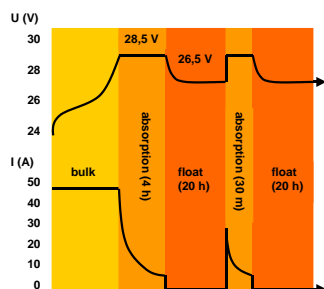 U (V)
30
28
26
24
28,5 V
26,5 V
I (A)
50
40
30
20
10
0
bulk
absorption (4 h)
float
(20 h)
absorption (30 m)
float
(20 h)